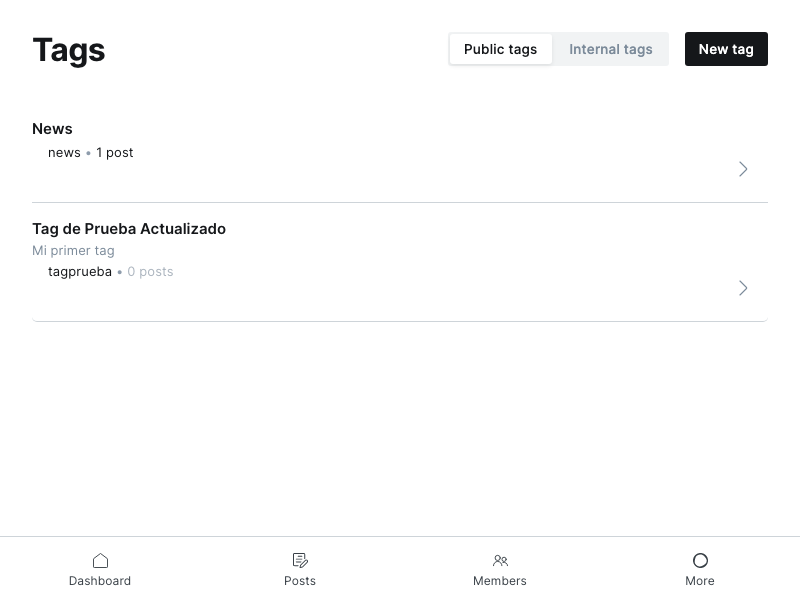 Tags
Public tags
Internal tags
New tag
News
news • 1 post
Tag de Prueba Actualizado
Mi primer tag
tagprueba • 0 posts
Dashboard
Posts
Members
More